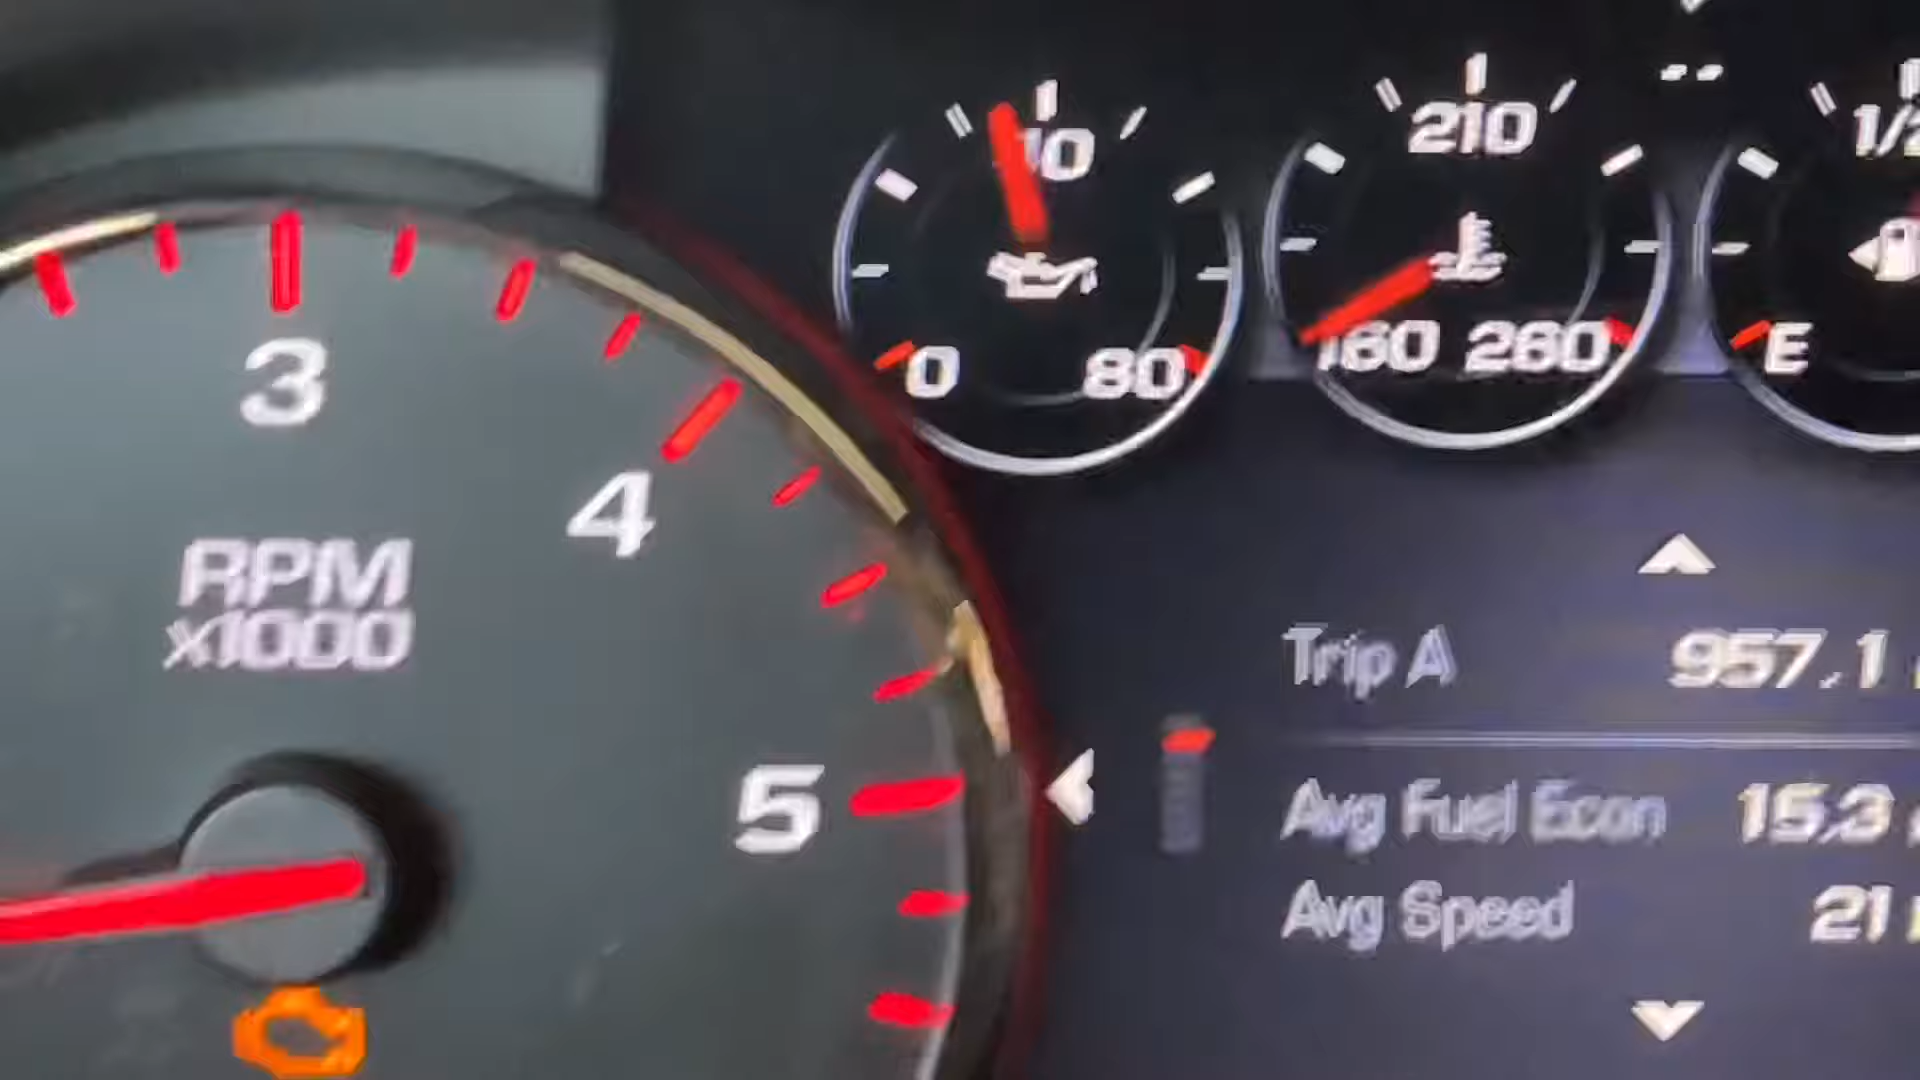 3
4
5
RPM
x1000
40
0 80
210
160 260
1/2
E
--
Trip A 957.1
Avg Fuel Econ 15.3
Avg Speed 21